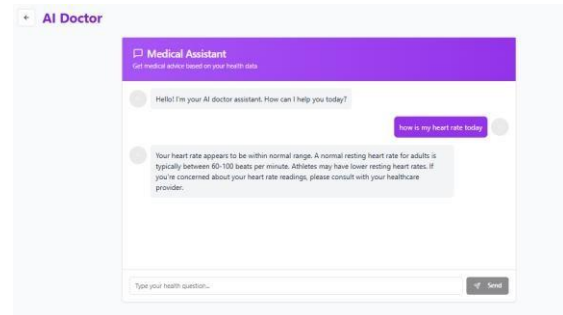 AI Doctor
Medical Assistant
Get medical advice based on your health data
Hello! I'm your AI doctor assistant. How can I help you today?
how is my heart rate today
Your heart rate appears to be within normal range. A normal resting heart rate for adults is
typically between 60-100 beats per minute. Athletes may have lower resting heart rates. If
you're concerned about your heart rate readings, please consult with your healthcare
provider.
Type your health question...
Send